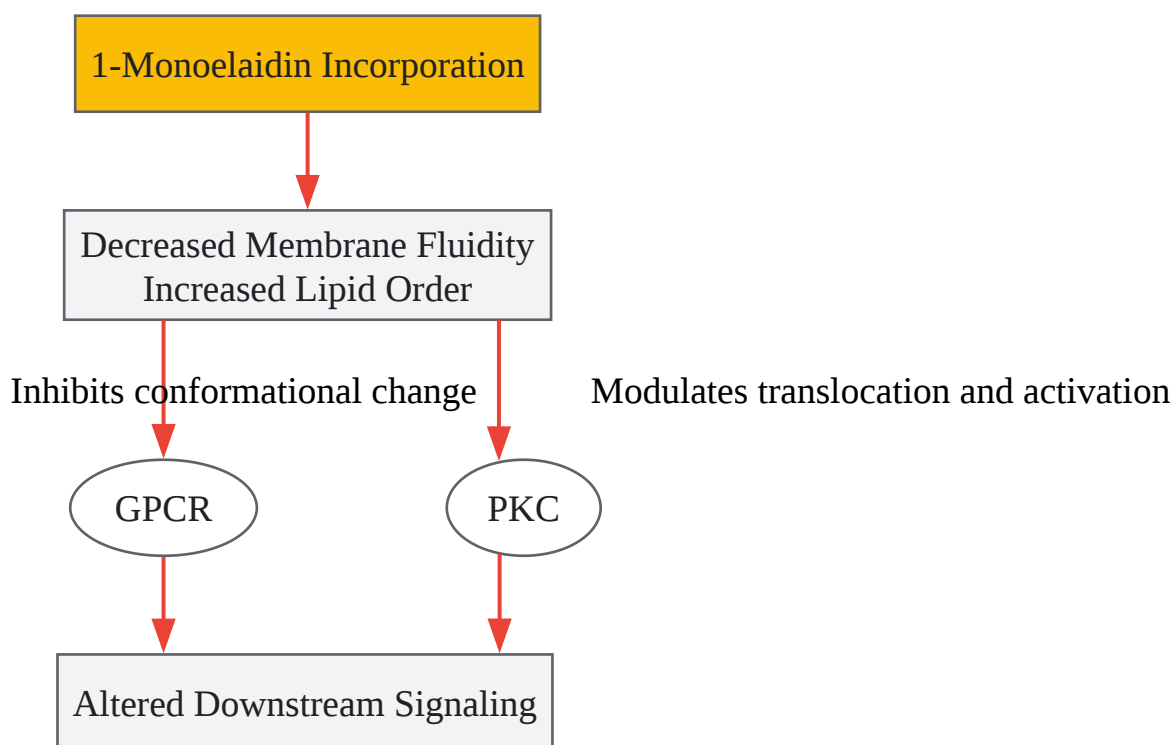 1-Monoelaidin Incorporation
Decreased Membrane Fluidity
Increased Lipid Order
Inhibits conformational change
Modulates translocation and activation
GPCR
PKC
Altered Downstream Signaling